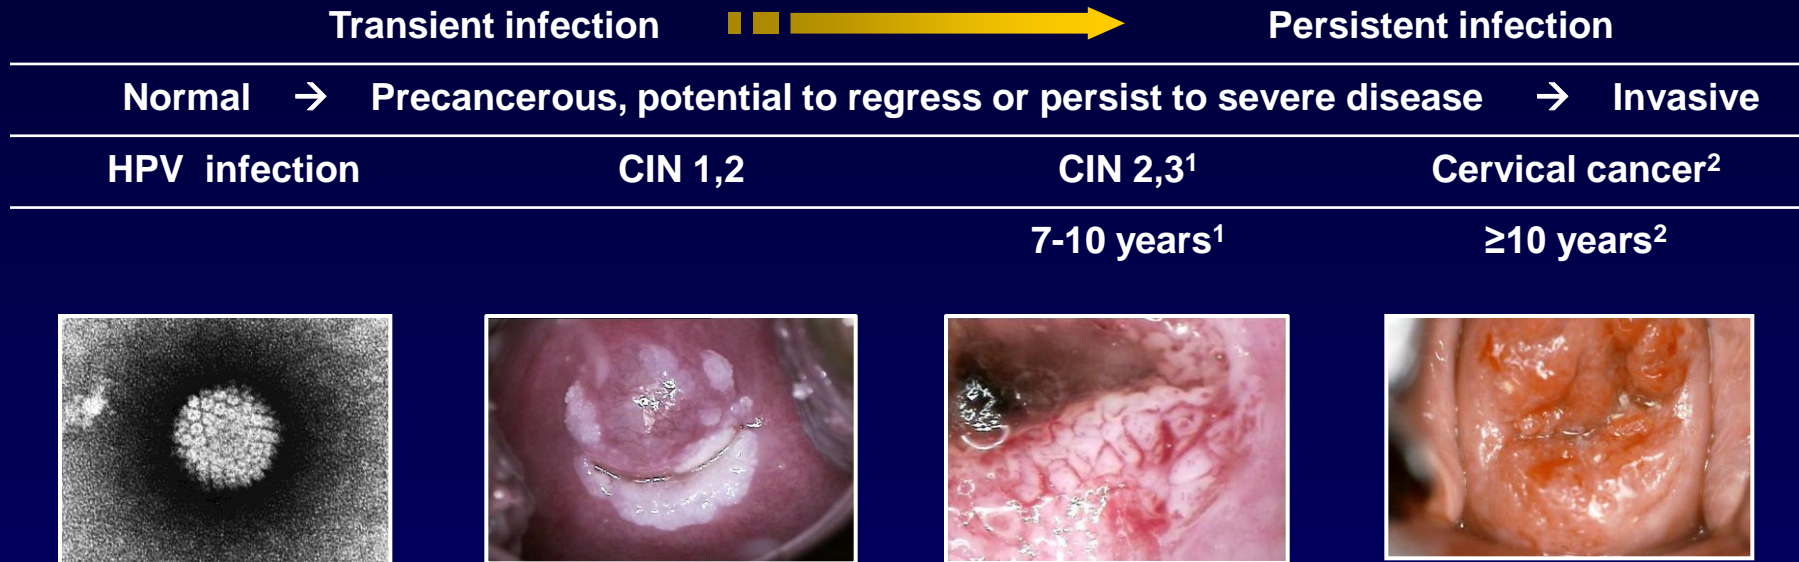 Transient infection Persistent infection
Normal → Precancerous, potential to regress or persist to severe disease → Invasive
HPV infection CIN 1,2 CIN 2,3¹ Cervical cancer²
7-10 years¹ ≥10 years²